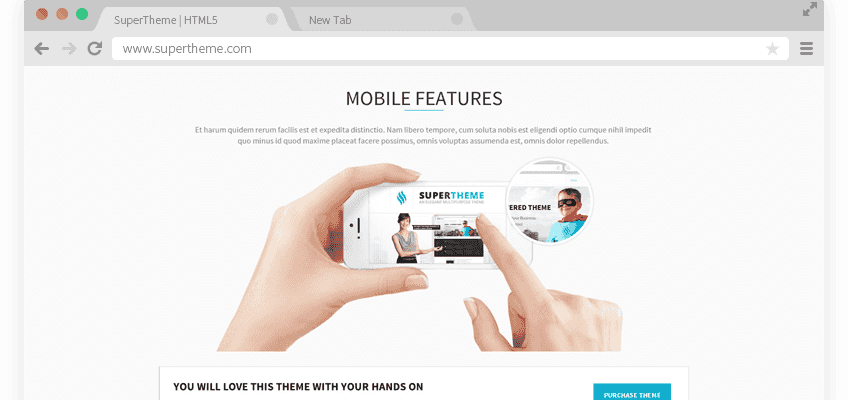 SuperTheme | HTML5
New Tab
www.supertheme.com
MOBILE FEATURES
Et harum quidem rerum facilis est et expedita distinctio. Nam libero tempore, cum soluta nobis est eligendi optio cumque nihil impedit
quo minus id quod maxime placeat facere possimus, omnis voluptas assumenda est, omnis dolor repellendus.
SUPERTHEME
ERED THEME
Business
YOU WILL LOVE THIS THEME WITH YOUR HANDS ON
PURCHASE THEME